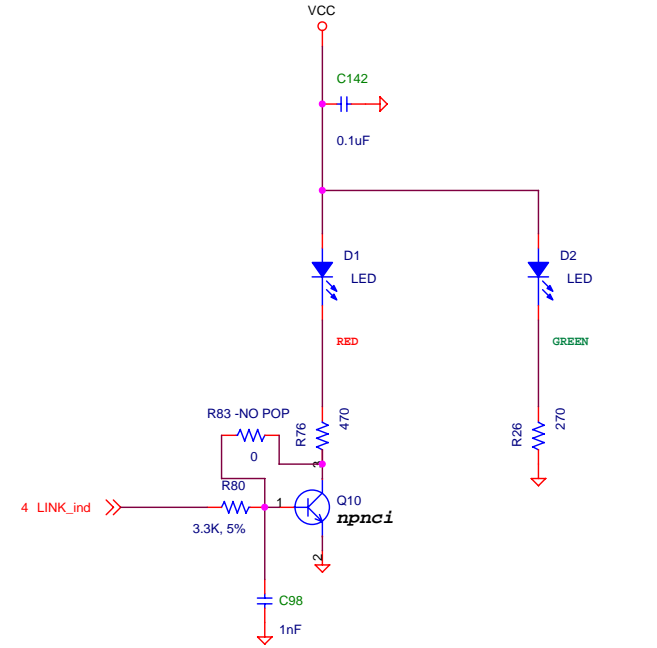 VCC
C142
0.1uF
D1
LED
D2
LED
RED
GREEN
R83 -NO POP
0
R76
470
R26
270
3
R80
4 LINK_ind
1
Q10
npnci
3.3K, 5%
2
C98
1nF